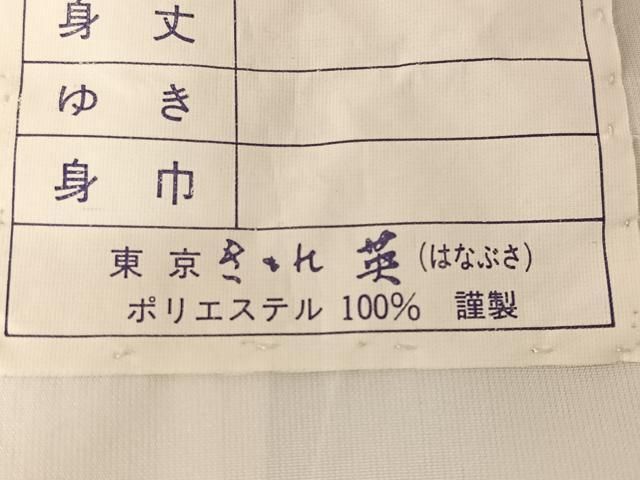 身丈
ゆき
身巾
東京 きもの 英 (はなぶさ)
ポリエステル 100% 謹製